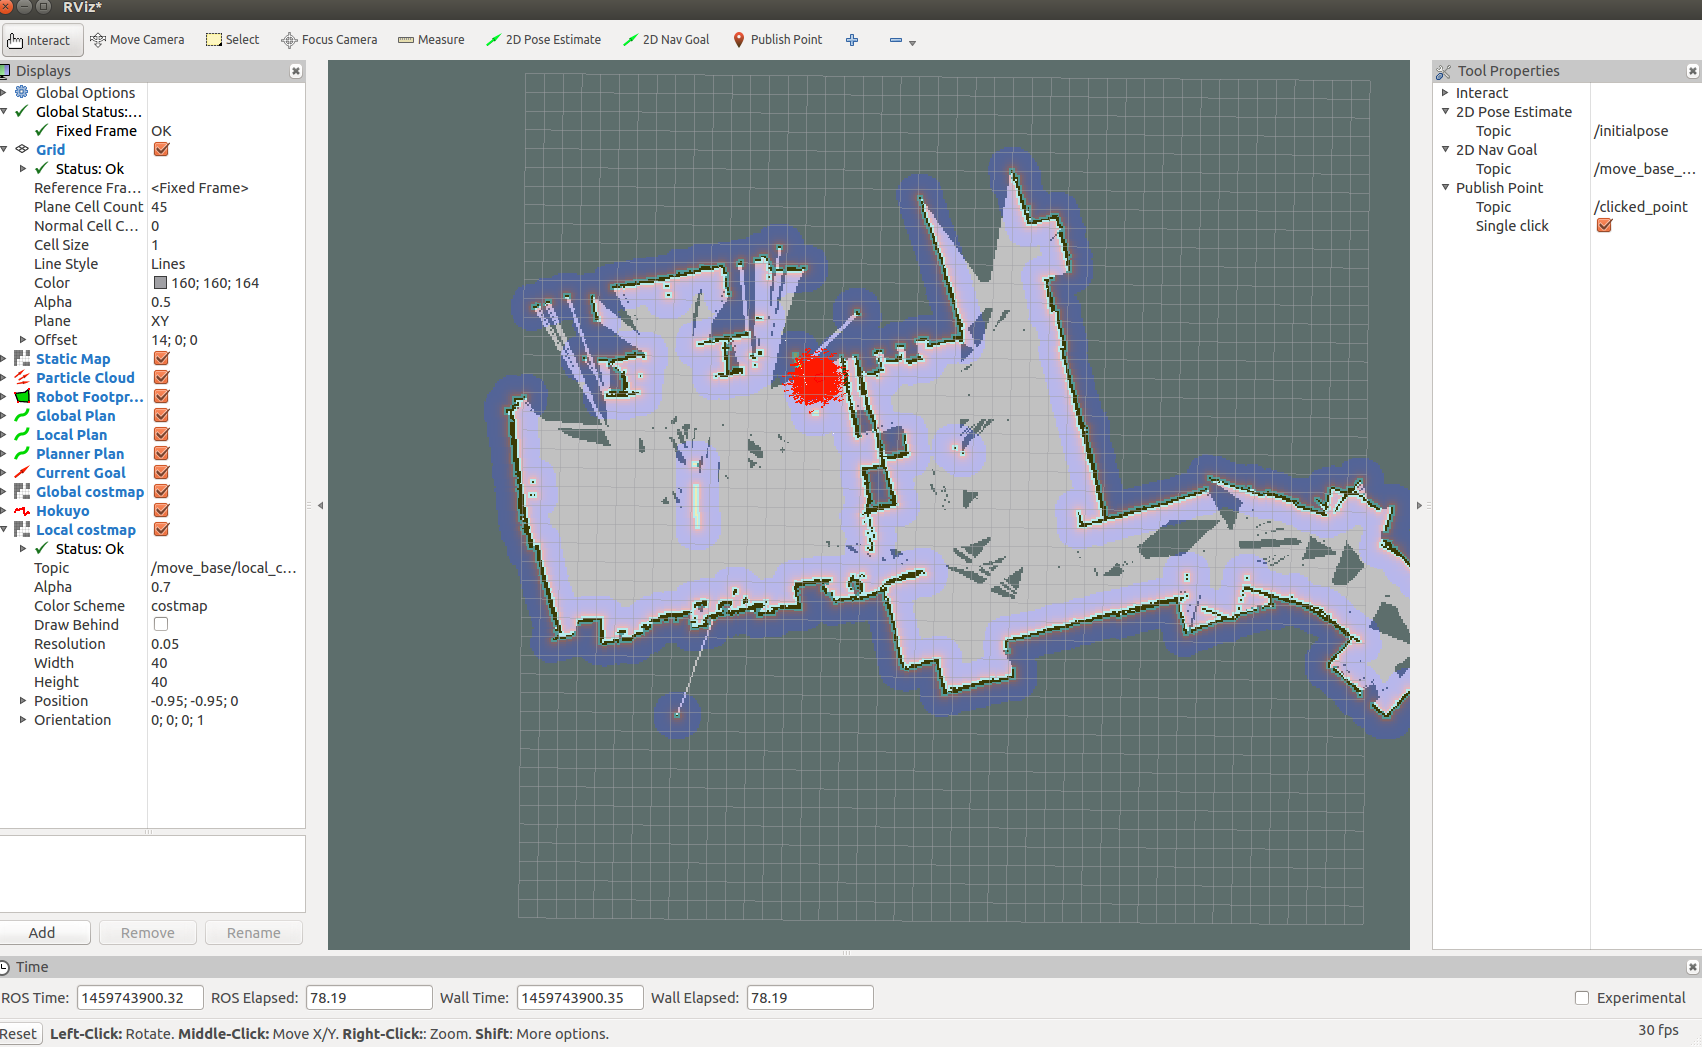 RViz*
Interact Move Camera Select Focus Camera Measure 2D Pose Estimate 2D Nav Goal Publish Point
Displays
Global Options
Global Status:...
Fixed Frame OK
Grid
Status: Ok
Reference Fra... <Fixed Frame>
Plane Cell Count 45
Normal Cell C... 0
Cell Size 1
Line Style Lines
Color 160; 160; 164
Alpha 0.5
Plane XY
Offset 14; 0; 0
Static Map
Particle Cloud
Robot Footpr...
Global Plan
Local Plan
Planner Plan
Current Goal
Global costmap
Hokuyo
Local costmap
Status: Ok
Topic /move_base/local_c...
Alpha 0.7
Color Scheme costmap
Draw Behind
Resolution 0.05
Width 40
Height 40
Position -0.95; -0.95; 0
Orientation 0; 0; 0; 1
Add Remove Rename
Tool Properties
Interact
2D Pose Estimate
Topic /initialpose
2D Nav Goal
Topic /move_base_...
Publish Point
Topic /clicked_point
Single click
Time
ROS Time: 1459743900.32 ROS Elapsed: 78.19 Wall Time: 1459743900.35 Wall Elapsed: 78.19 Experimental
Reset Left-Click: Rotate. Middle-Click: Move X/Y. Right-Click:: Zoom. Shift: More options. 30 fps